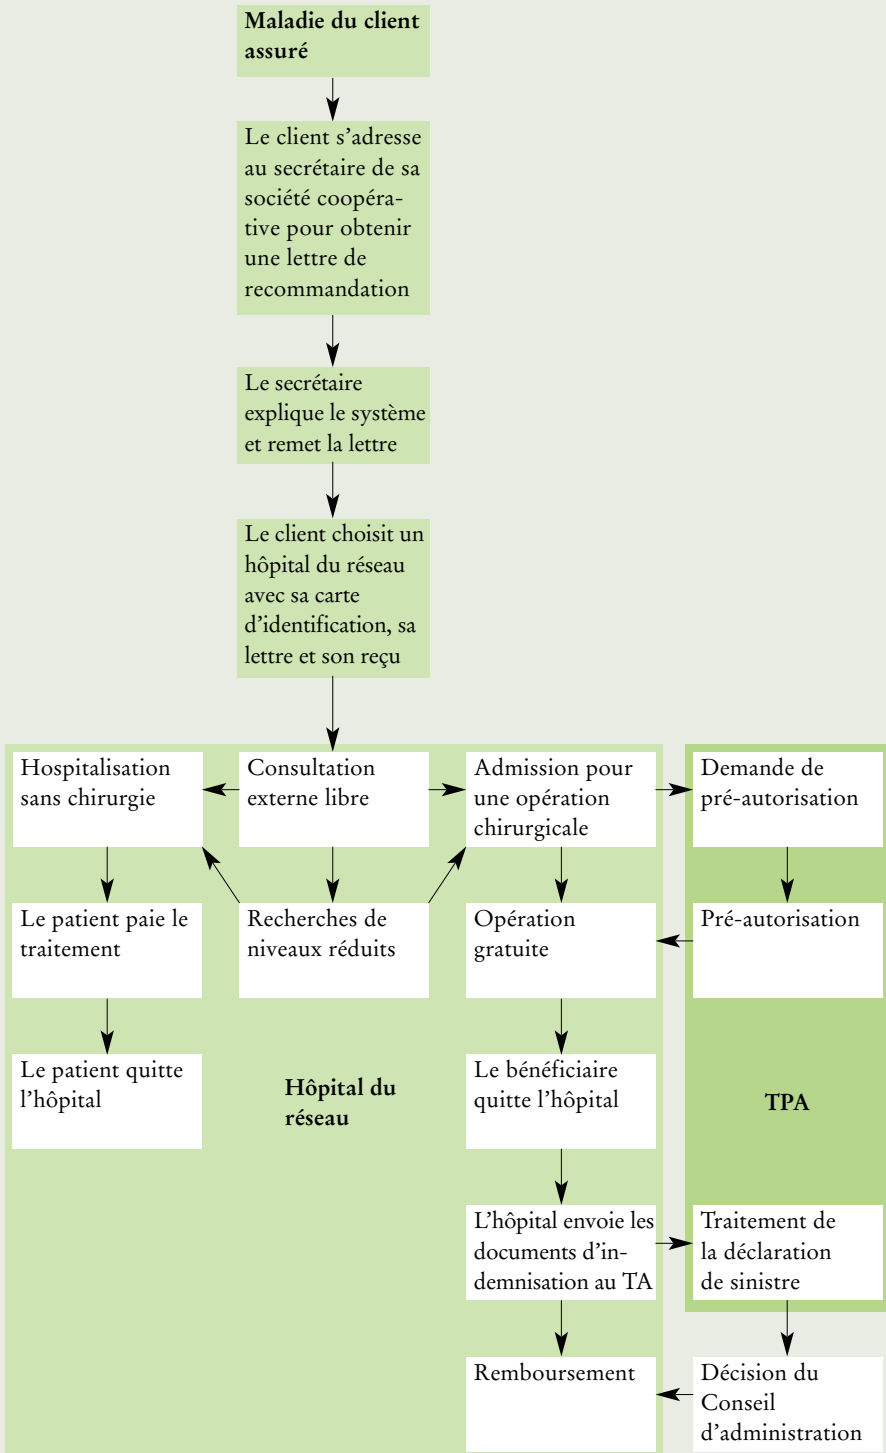 Maladie du client
assuré
Le client s’adresse
au secrétaire de sa
société coopéra-
tive pour obtenir
une lettre de
recommandation
Le secrétaire
explique le système
et remet la lettre
Le client choisit un
hôpital du réseau
avec sa carte
d’identification, sa
lettre et son reçu
Hospitalisation
sans chirurgie
Consultation
externe libre
Admission pour
une opération
chirurgicale
Demande de
pré-autorisation
Le patient paie le
traitement
Recherches de
niveaux réduits
Opération
gratuite
Pré-autorisation
Le patient quitte
l’hôpital
Hôpital du
réseau
Le bénéficiaire
quitte l’hôpital
TPA
L’hôpital envoie les
documents d’in-
demnisation au TA
Traitement de
la déclaration
de sinistre
Remboursement
Décision du
Conseil
d’administration